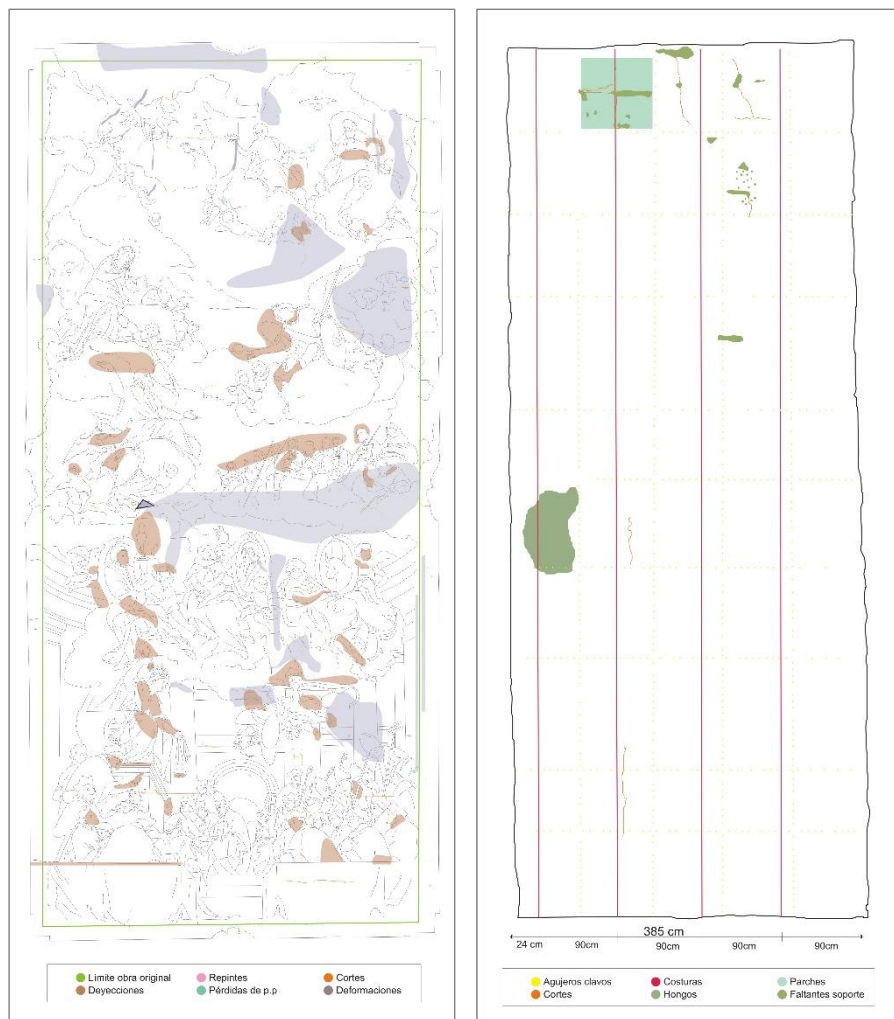 Límite obra original
Repintes
Cortes
Deyecciones
Pérdidas de p.p
Deformaciones
385 cm
24 cm 90cm 90cm 90cm 90cm
Agujeros clavos
Costuras
Parches
Cortes
Hongos
Faltantes soporte